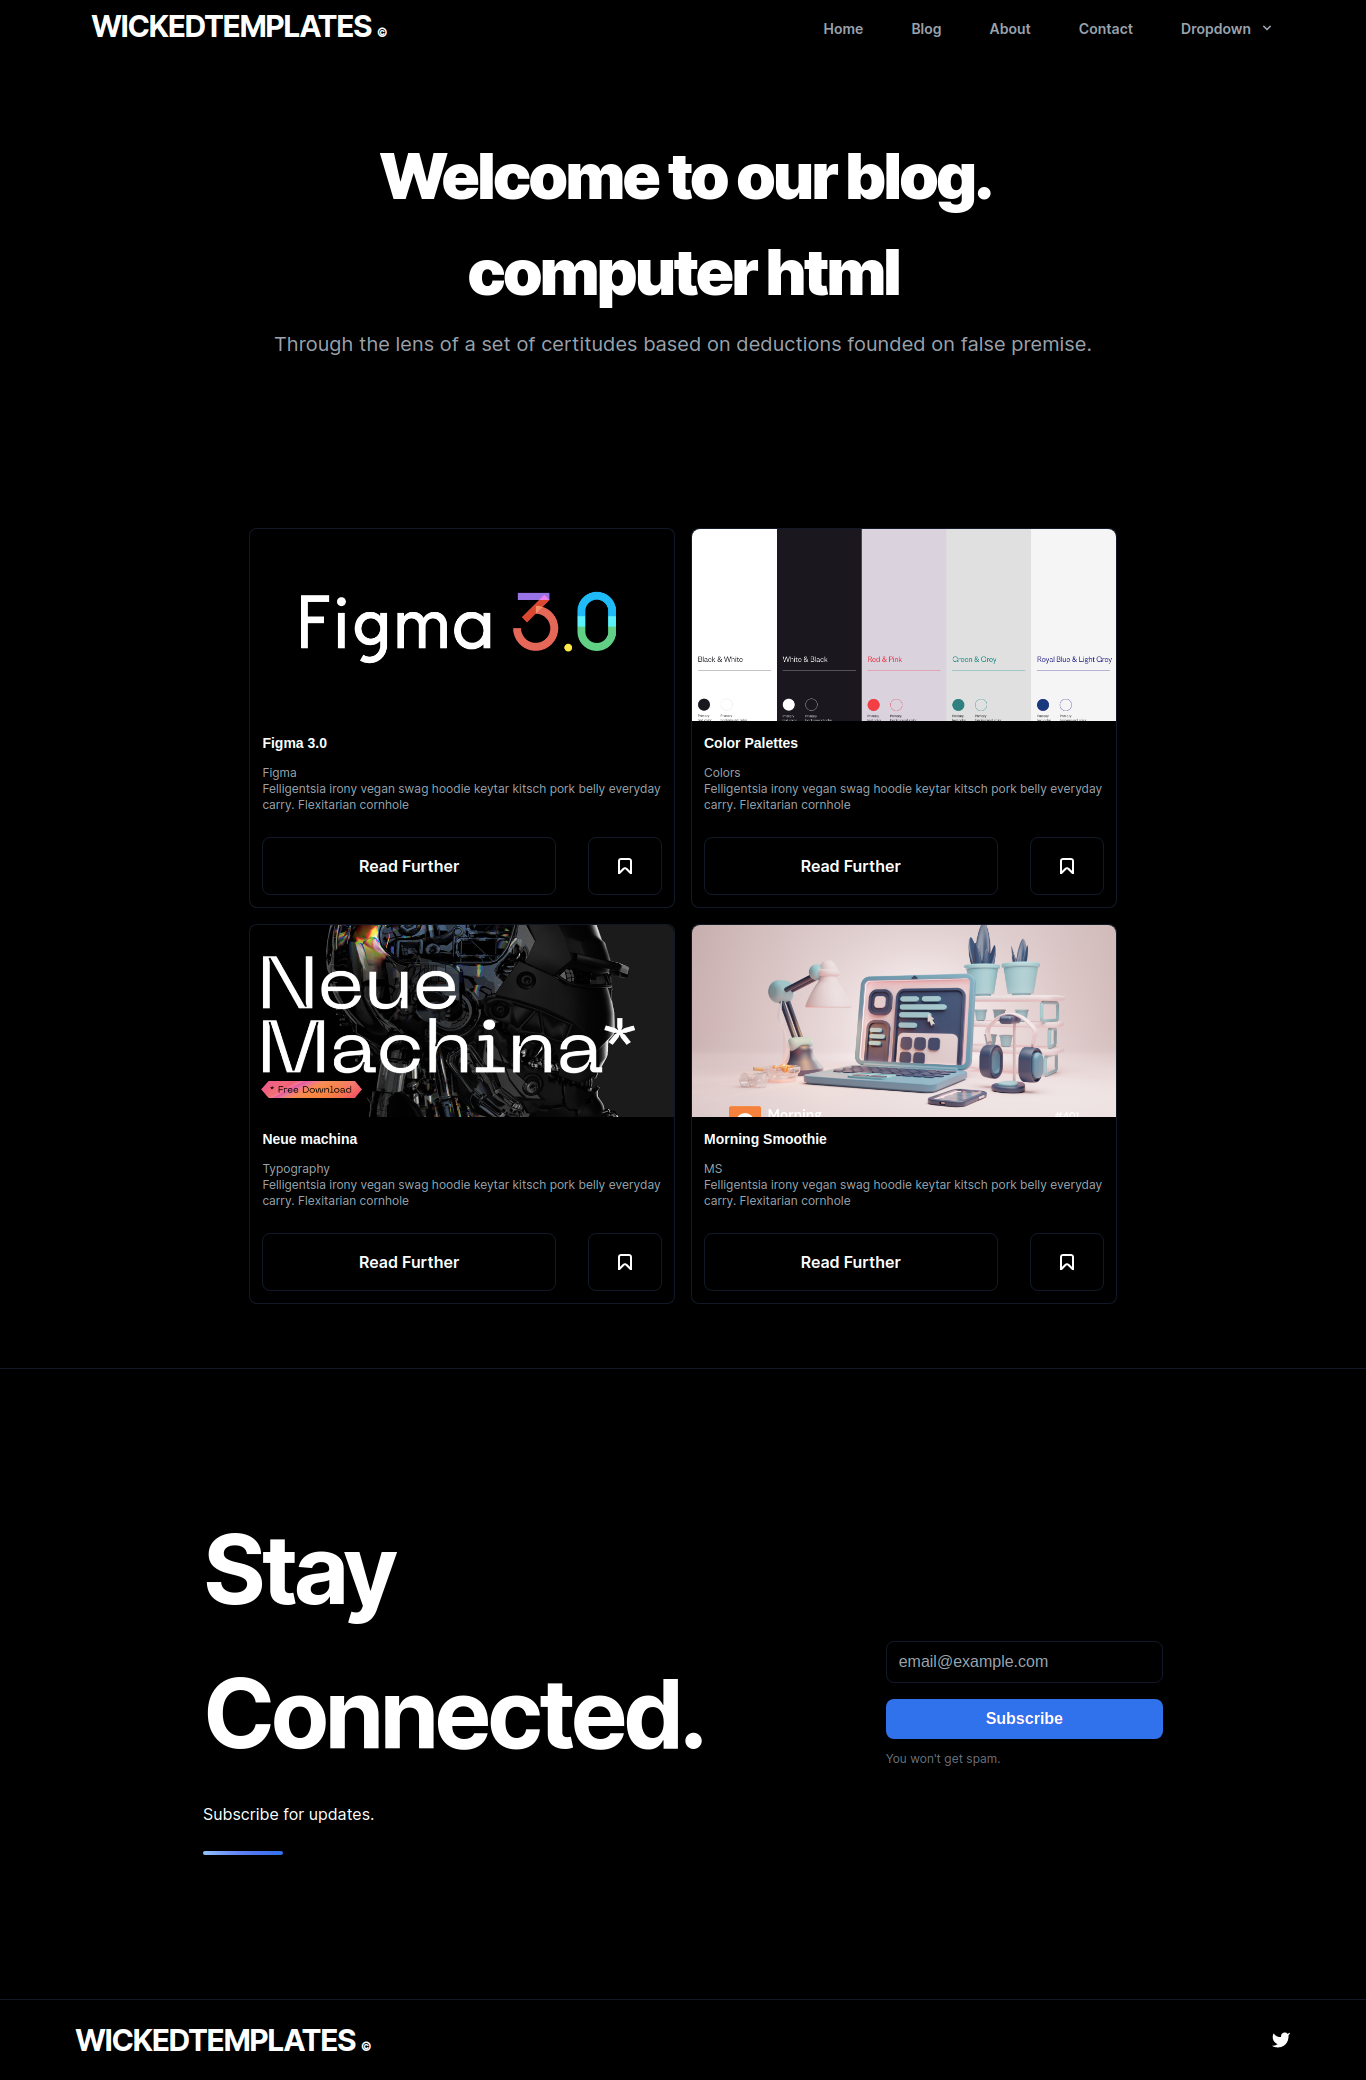 WICKEDTEMPLATES ©
Home Blog About Contact Dropdown
Welcome to our blog.
computer html
Through the lens of a set of certitudes based on deductions founded on false premise.
Figma 3.0
Figma 3.0
Figma
Felligentsia irony vegan swag hoodie keytar kitsch pork belly everyday
carry. Flexitarian cornhole
Read Further
Black & White
White & Black
Red & Pink
Green & Grey
Royal Blue & Light Grey
Color Palettes
Colors
Felligentsia irony vegan swag hoodie keytar kitsch pork belly everyday
carry. Flexitarian cornhole
Read Further
Neue
Machina*
* Free Download
Neue machina
Typography
Felligentsia irony vegan swag hoodie keytar kitsch pork belly everyday
carry. Flexitarian cornhole
Read Further
Morning
#401
Morning Smoothie
MS
Felligentsia irony vegan swag hoodie keytar kitsch pork belly everyday
carry. Flexitarian cornhole
Read Further
Stay
Connected.
Subscribe for updates.
email@example.com
Subscribe
You won't get spam.
WICKEDTEMPLATES ©